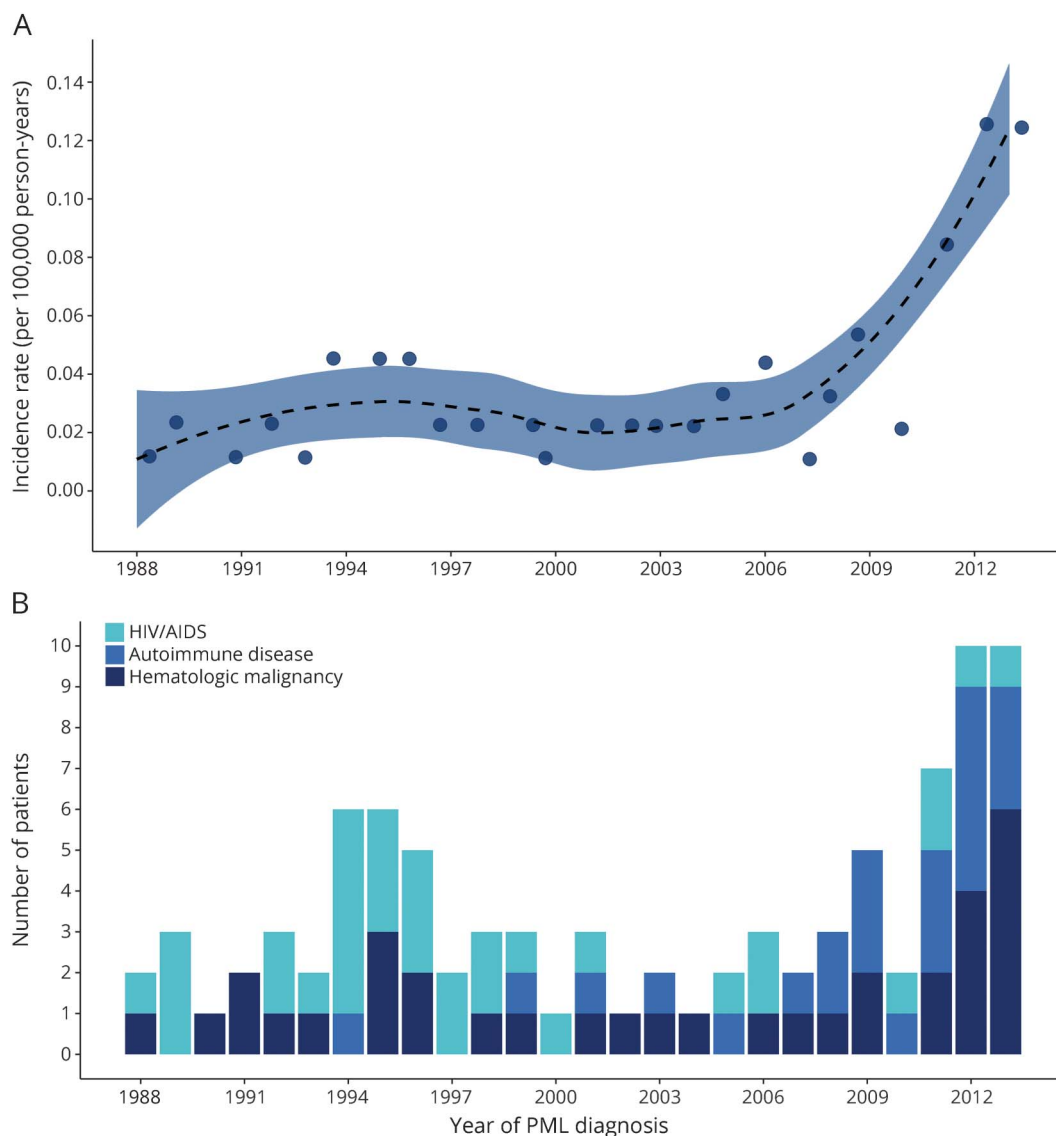 A
Incidence rate (per 100,000 person-years)
0.14
0.12
0.10
0.08
0.06
0.04
0.02
0.00
1988 1991 1994 1997 2000 2003 2006 2009 2012
B
HIV/AIDS
Autoimmune disease
Hematologic malignancy
Number of patients
10
9
8
7
6
5
4
3
2
1
0
1988 1991 1994 1997 2000 2003 2006 2009 2012
Year of PML diagnosis